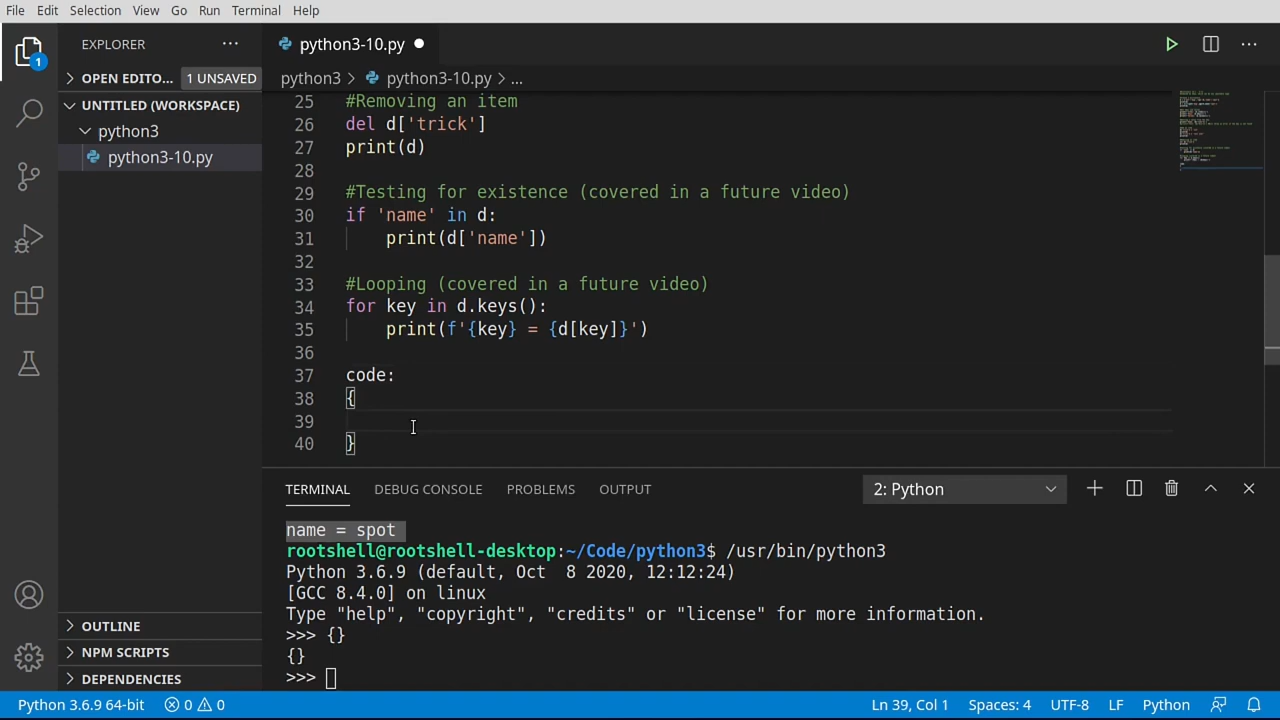 File Edit Selection View Go Run Terminal Help
EXPLORER
python3-10.py
OPEN EDITO... 1 UNSAVED
python3 > python3-10.py > ...
UNTITLED (WORKSPACE)
python3
python3-10.py
1
25 #Removing an item
26 del d['trick']
27 print(d)
28
29 #Testing for existence (covered in a future video)
30 if 'name' in d:
31 print(d['name'])
32
33 #Looping (covered in a future video)
34 for key in d.keys():
35 print(f'{key} = {d[key]}')
36
37 code:
38 {
39
40 }
TERMINAL DEBUG CONSOLE PROBLEMS OUTPUT 2: Python
name = spot
rootshell@rootshell-desktop:~/Code/python3$ /usr/bin/python3
Python 3.6.9 (default, Oct  8 2020, 12:12:24)
[GCC 8.4.0] on linux
Type "help", "copyright", "credits" or "license" for more information.
>>> {}
{}
>>>
OUTLINE
NPM SCRIPTS
DEPENDENCIES
Python 3.6.9 64-bit 0 0 Ln 39, Col 1 Spaces: 4 UTF-8 LF Python